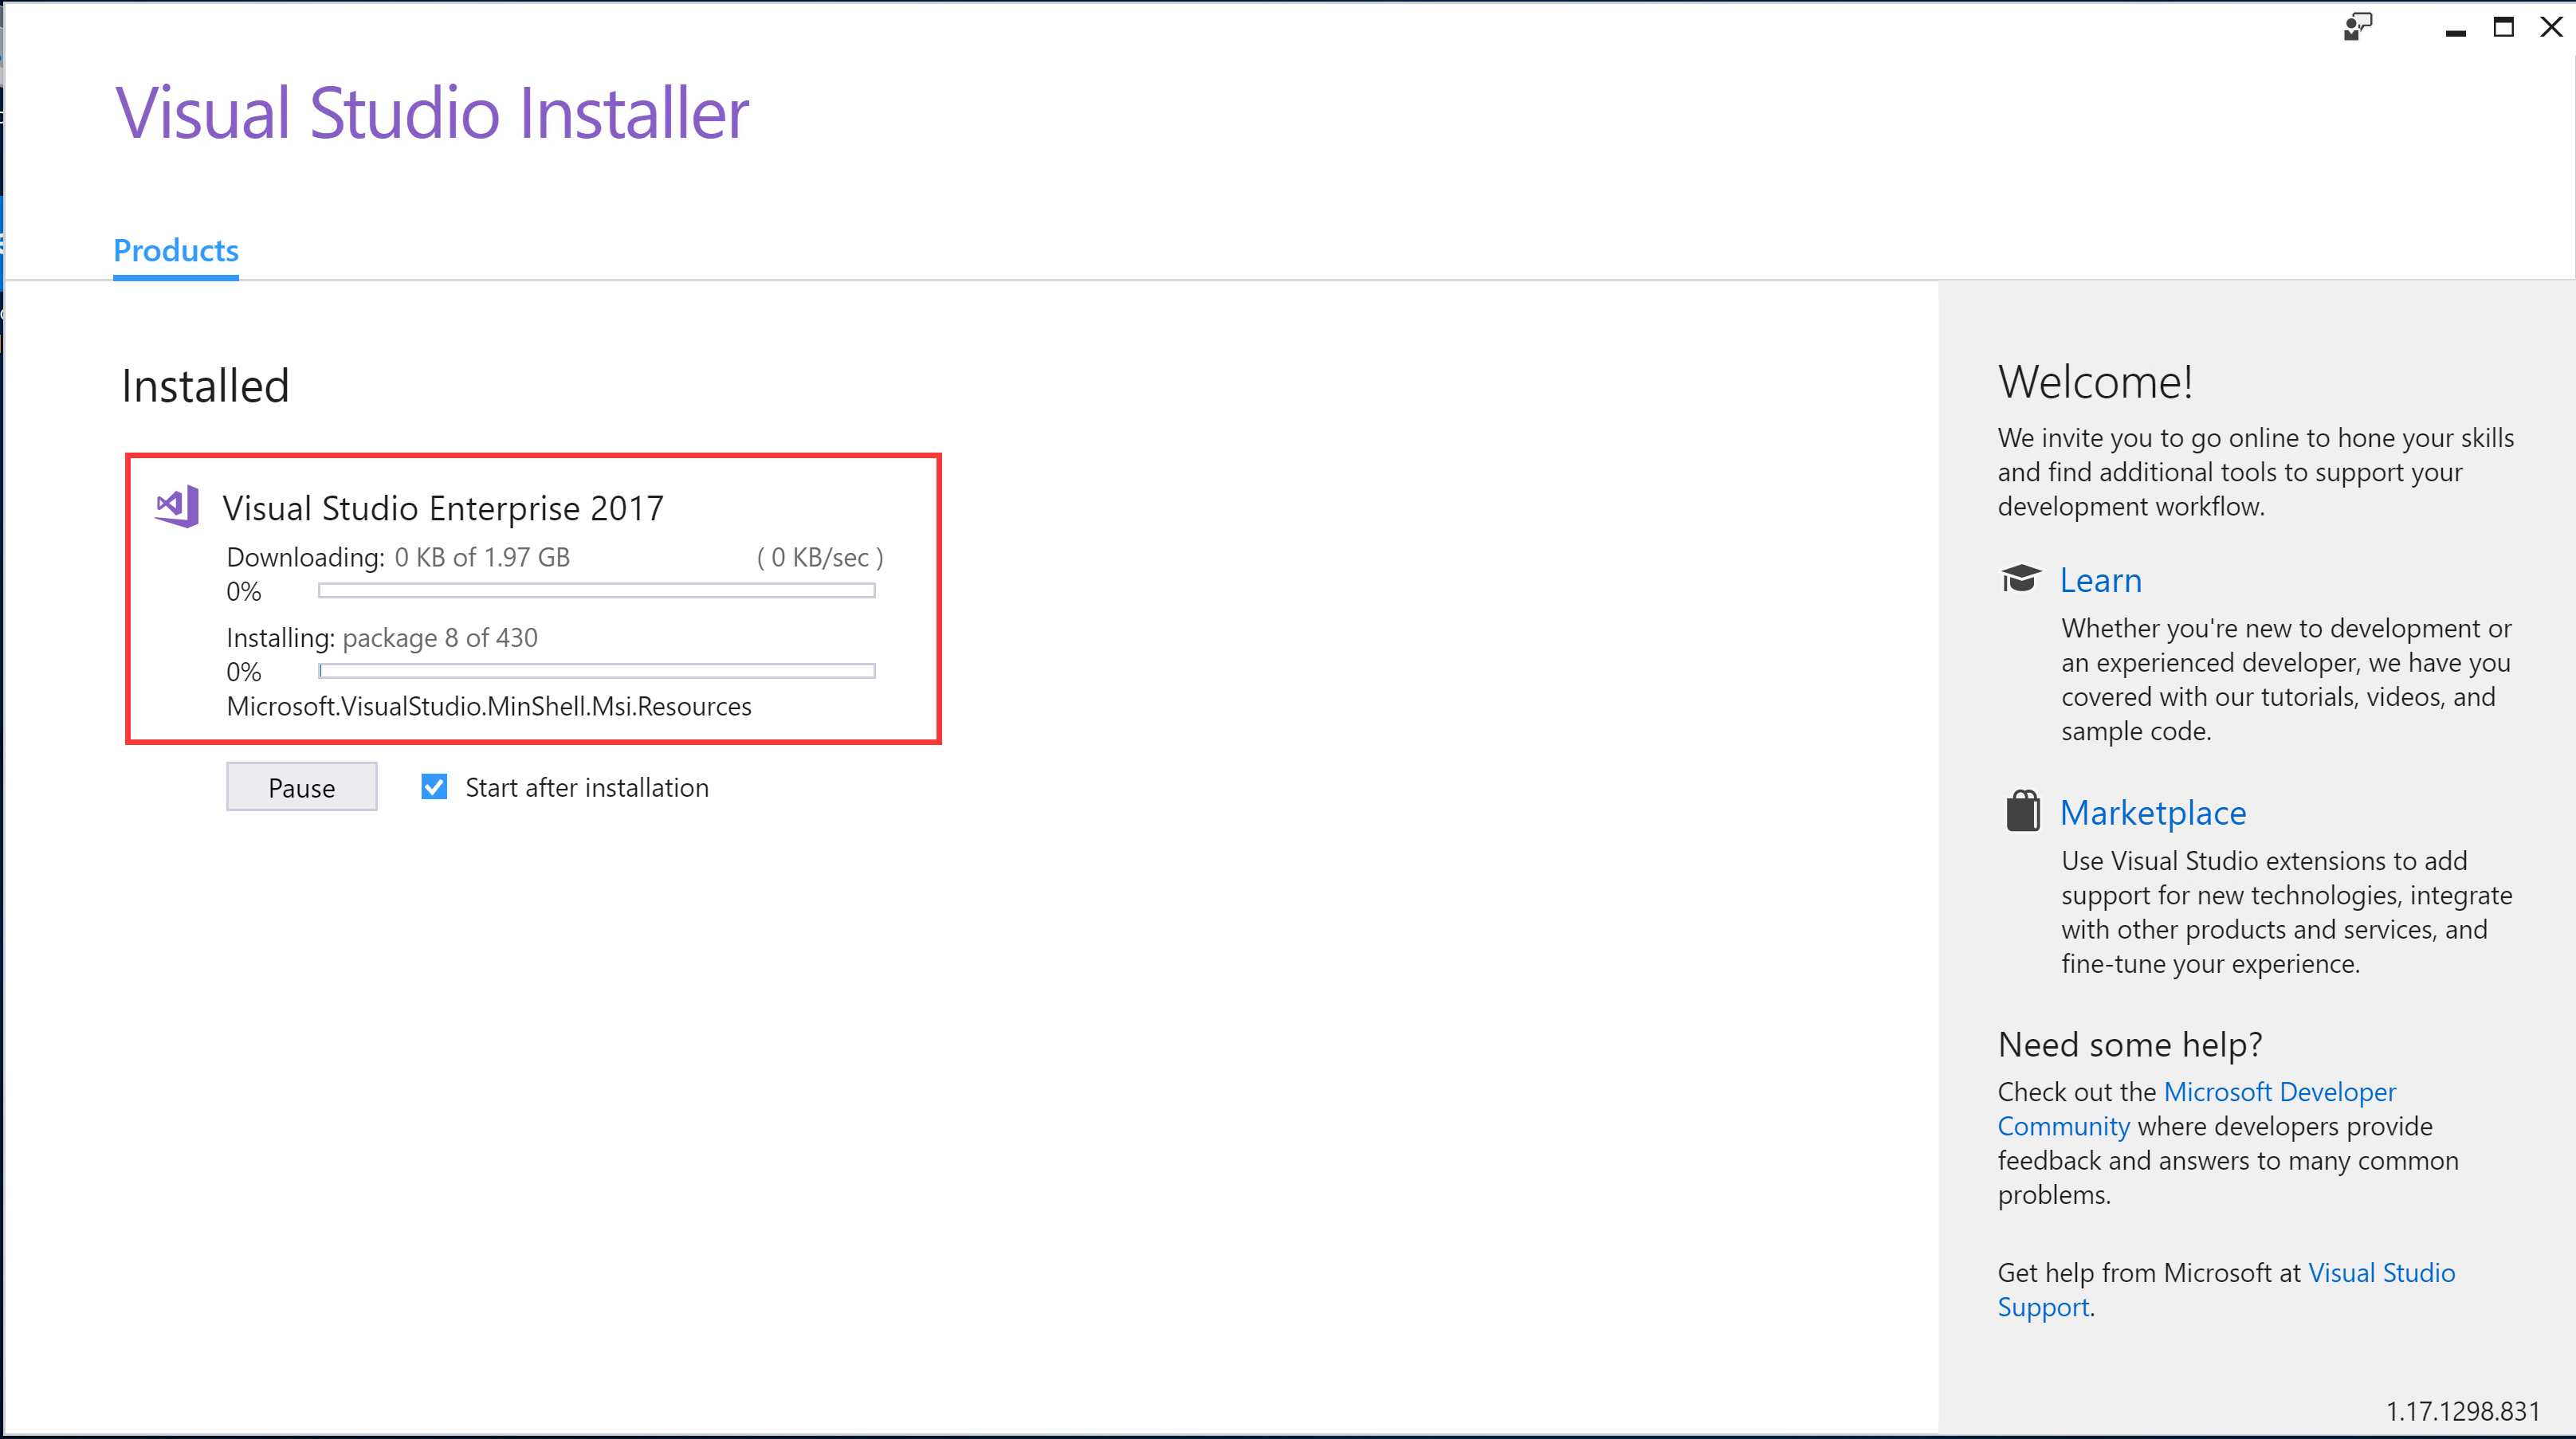 Visual Studio Installer
Products
Installed
Visual Studio Enterprise 2017
Downloading: 0 KB of 1.97 GB ( 0 KB/sec )
0%
Installing: package 8 of 430
0%
Microsoft.VisualStudio.MinShell.Msi.Resources
Pause
Start after installation
Welcome!
We invite you to go online to hone your skills
and find additional tools to support your
development workflow.
Learn
Whether you're new to development or
an experienced developer, we have you
covered with our tutorials, videos, and
sample code.
Marketplace
Use Visual Studio extensions to add
support for new technologies, integrate
with other products and services, and
fine-tune your experience.
Need some help?
Check out the Microsoft Developer
Community where developers provide
feedback and answers to many common
problems.
Get help from Microsoft at Visual Studio
Support.
1.17.1298.831